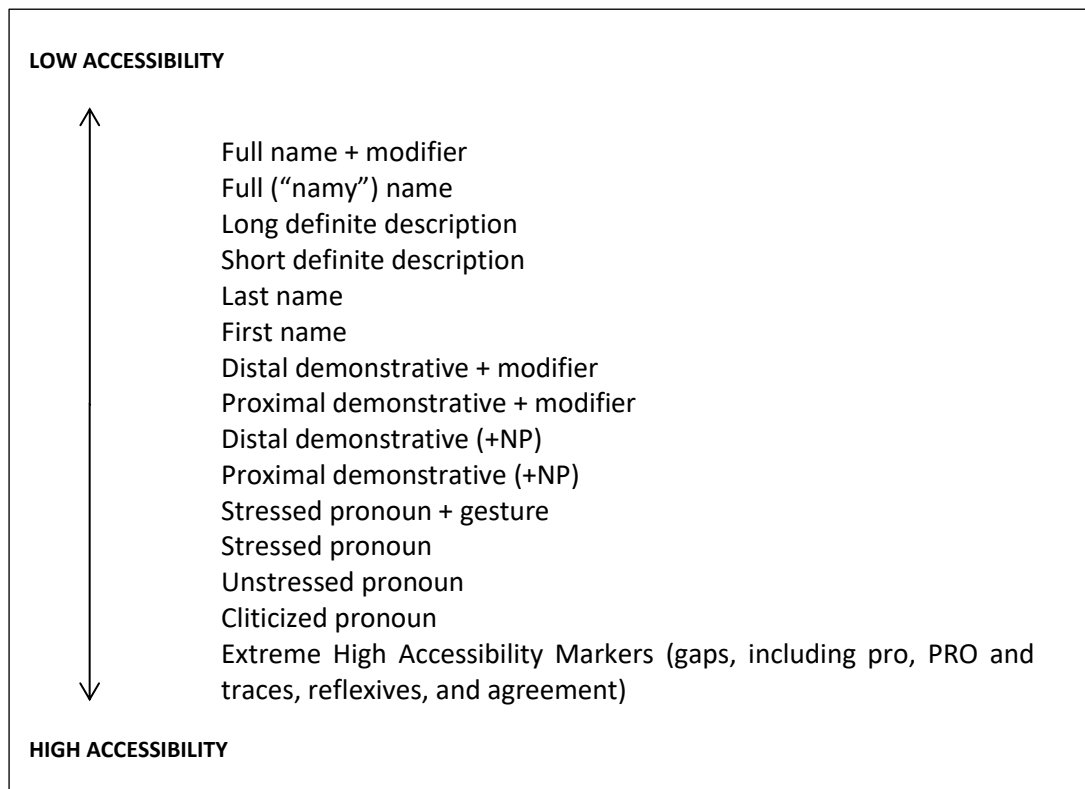 LOW ACCESSIBILITY
Full name + modifier
Full (“namy”) name
Long definite description
Short definite description
Last name
First name
Distal demonstrative + modifier
Proximal demonstrative + modifier
Distal demonstrative (+NP)
Proximal demonstrative (+NP)
Stressed pronoun + gesture
Stressed pronoun
Unstressed pronoun
Cliticized pronoun
Extreme High Accessibility Markers (gaps, including pro, PRO and
traces, reflexives, and agreement)
HIGH ACCESSIBILITY